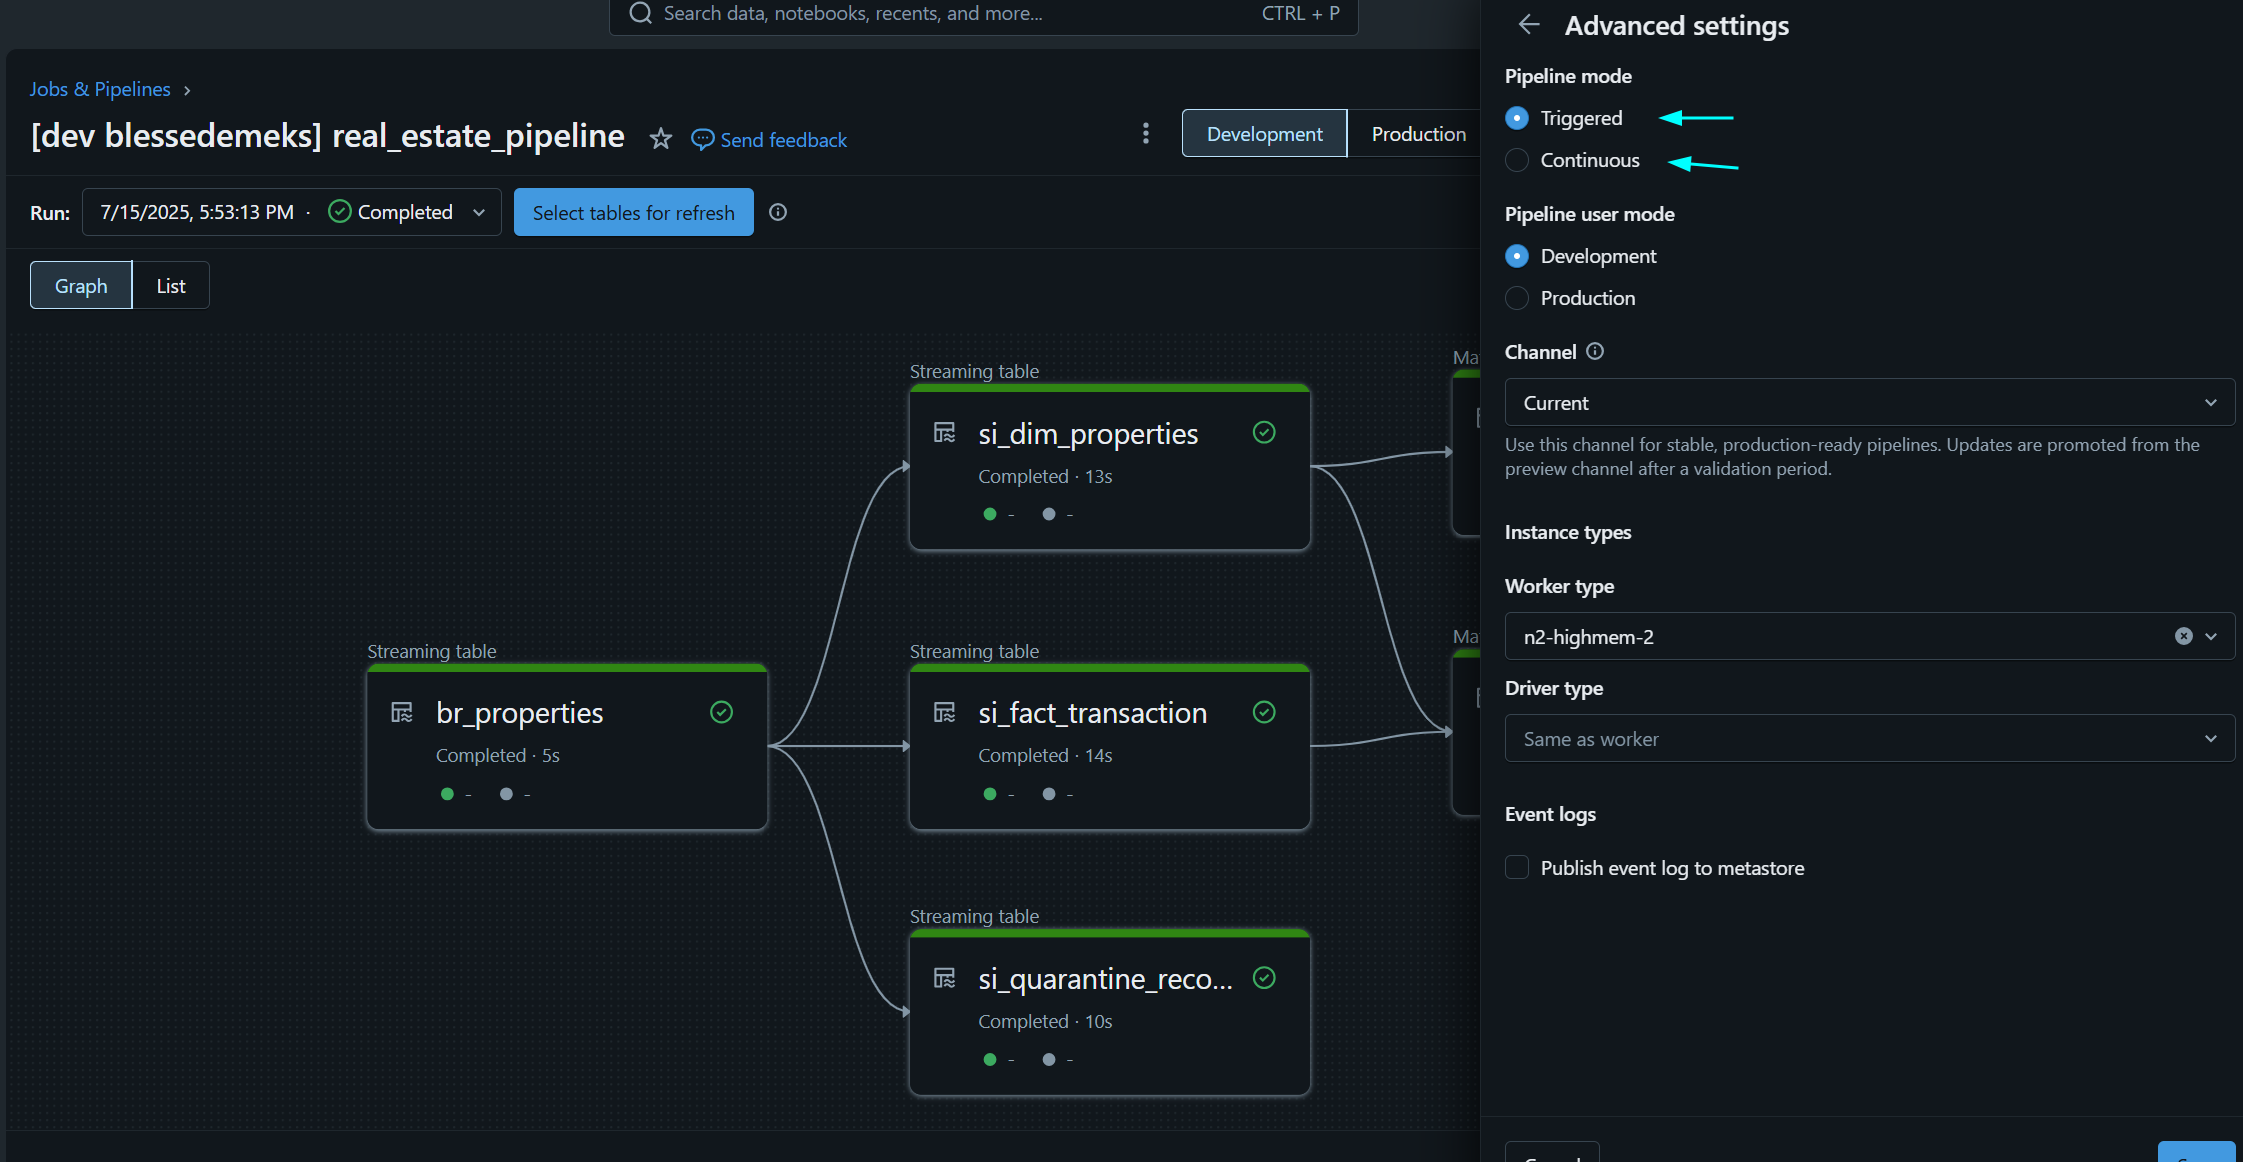 Search data, notebooks, recents, and more...
CTRL + P
Jobs & Pipelines ›
[dev blessedemeks] real_estate_pipeline
Send feedback
Development
Production
Run:
7/15/2025, 5:53:13 PM · Completed
Select tables for refresh
Graph
List
Streaming table
si_dim_properties
Completed · 13s
- -
Streaming table
br_properties
Completed · 5s
- -
Streaming table
si_fact_transaction
Completed · 14s
- -
Streaming table
si_quarantine_reco...
Completed · 10s
- -
Ma
Ma
Advanced settings
Pipeline mode
Triggered
Continuous
Pipeline user mode
Development
Production
Channel
Current
Use this channel for stable, production-ready pipelines. Updates are promoted from the
preview channel after a validation period.
Instance types
Worker type
n2-highmem-2
Driver type
Same as worker
Event logs
Publish event log to metastore